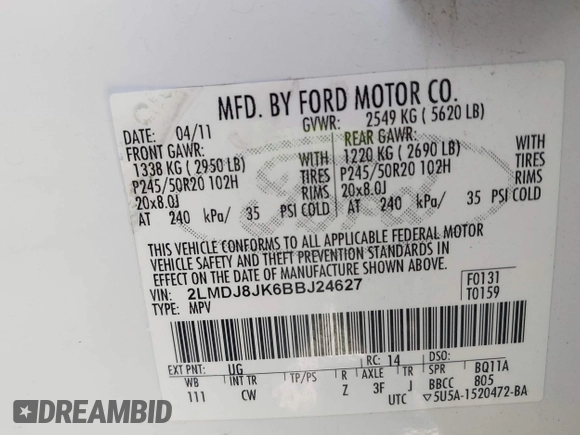 MFD. BY FORD MOTOR CO.
DATE: 04/11 GVWR: 2549 KG ( 5620 LB)
FRONT GAWR: REAR GAWR:
1338 KG ( 2950 LB) WITH 1220 KG ( 2690 LB) WITH
P245/50R20 102H TIRES P245/50R20 102H TIRES
20x8.0J RIMS 20x8.0J RIMS
AT 240 kPa/ 35 PSI COLD AT 240 kPa/ 35 PSI COLD
THIS VEHICLE CONFORMS TO ALL APPLICABLE FEDERAL MOTOR
VEHICLE SAFETY AND THEFT PREVENTION STANDARDS IN
EFFECT ON THE DATE OF MANUFACTURE SHOWN ABOVE.
VIN: 2LMDJ8JK6BBJ24627 F0131
TYPE: MPV T0159
EXT PNT: UG RC: 14 DSO:
WB INT TR TP/PS R AXLE TR SPR BQ11A
111 CW Z 3F J BBCC 805
UTC ▽5U5A-1520472-BA
DREAMBID
dreambid.com